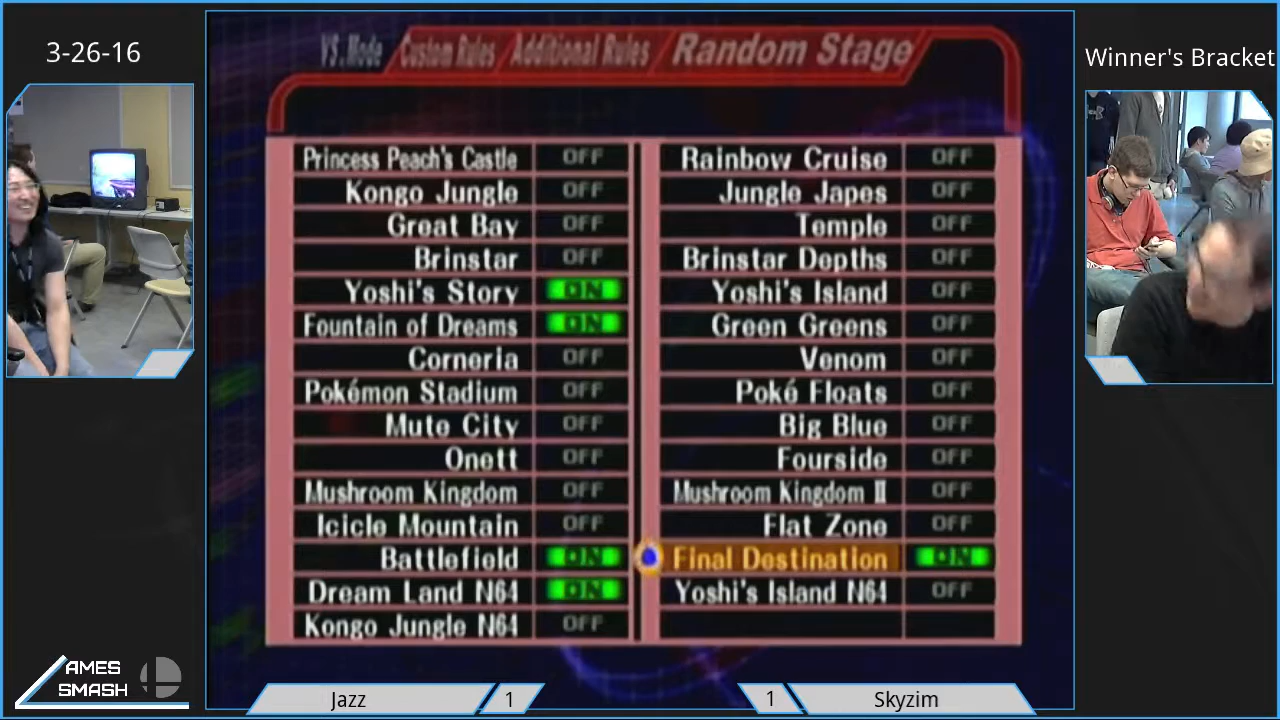 3-26-16
VS. Mode Custom Rules Additional Rules Random Stage
Winner's Bracket
Princess Peach's Castle OFF Rainbow Cruise OFF
Kongo Jungle OFF Jungle Japes OFF
Great Bay OFF Temple OFF
Brinstar OFF Brinstar Depths OFF
Yoshi's Story ON Yoshi's Island OFF
Fountain of Dreams ON Green Greens OFF
Corneria OFF Venom OFF
Pokémon Stadium OFF Poké Floats OFF
Mute City OFF Big Blue OFF
Onett OFF Fourside OFF
Mushroom Kingdom OFF Mushroom Kingdom II OFF
Icicle Mountain OFF Flat Zone OFF
Battlefield ON Final Destination ON
Dream Land N64 ON Yoshi's Island N64 OFF
Kongo Jungle N64 OFF
AMES
SMASH
Jazz 1 1 Skyzim